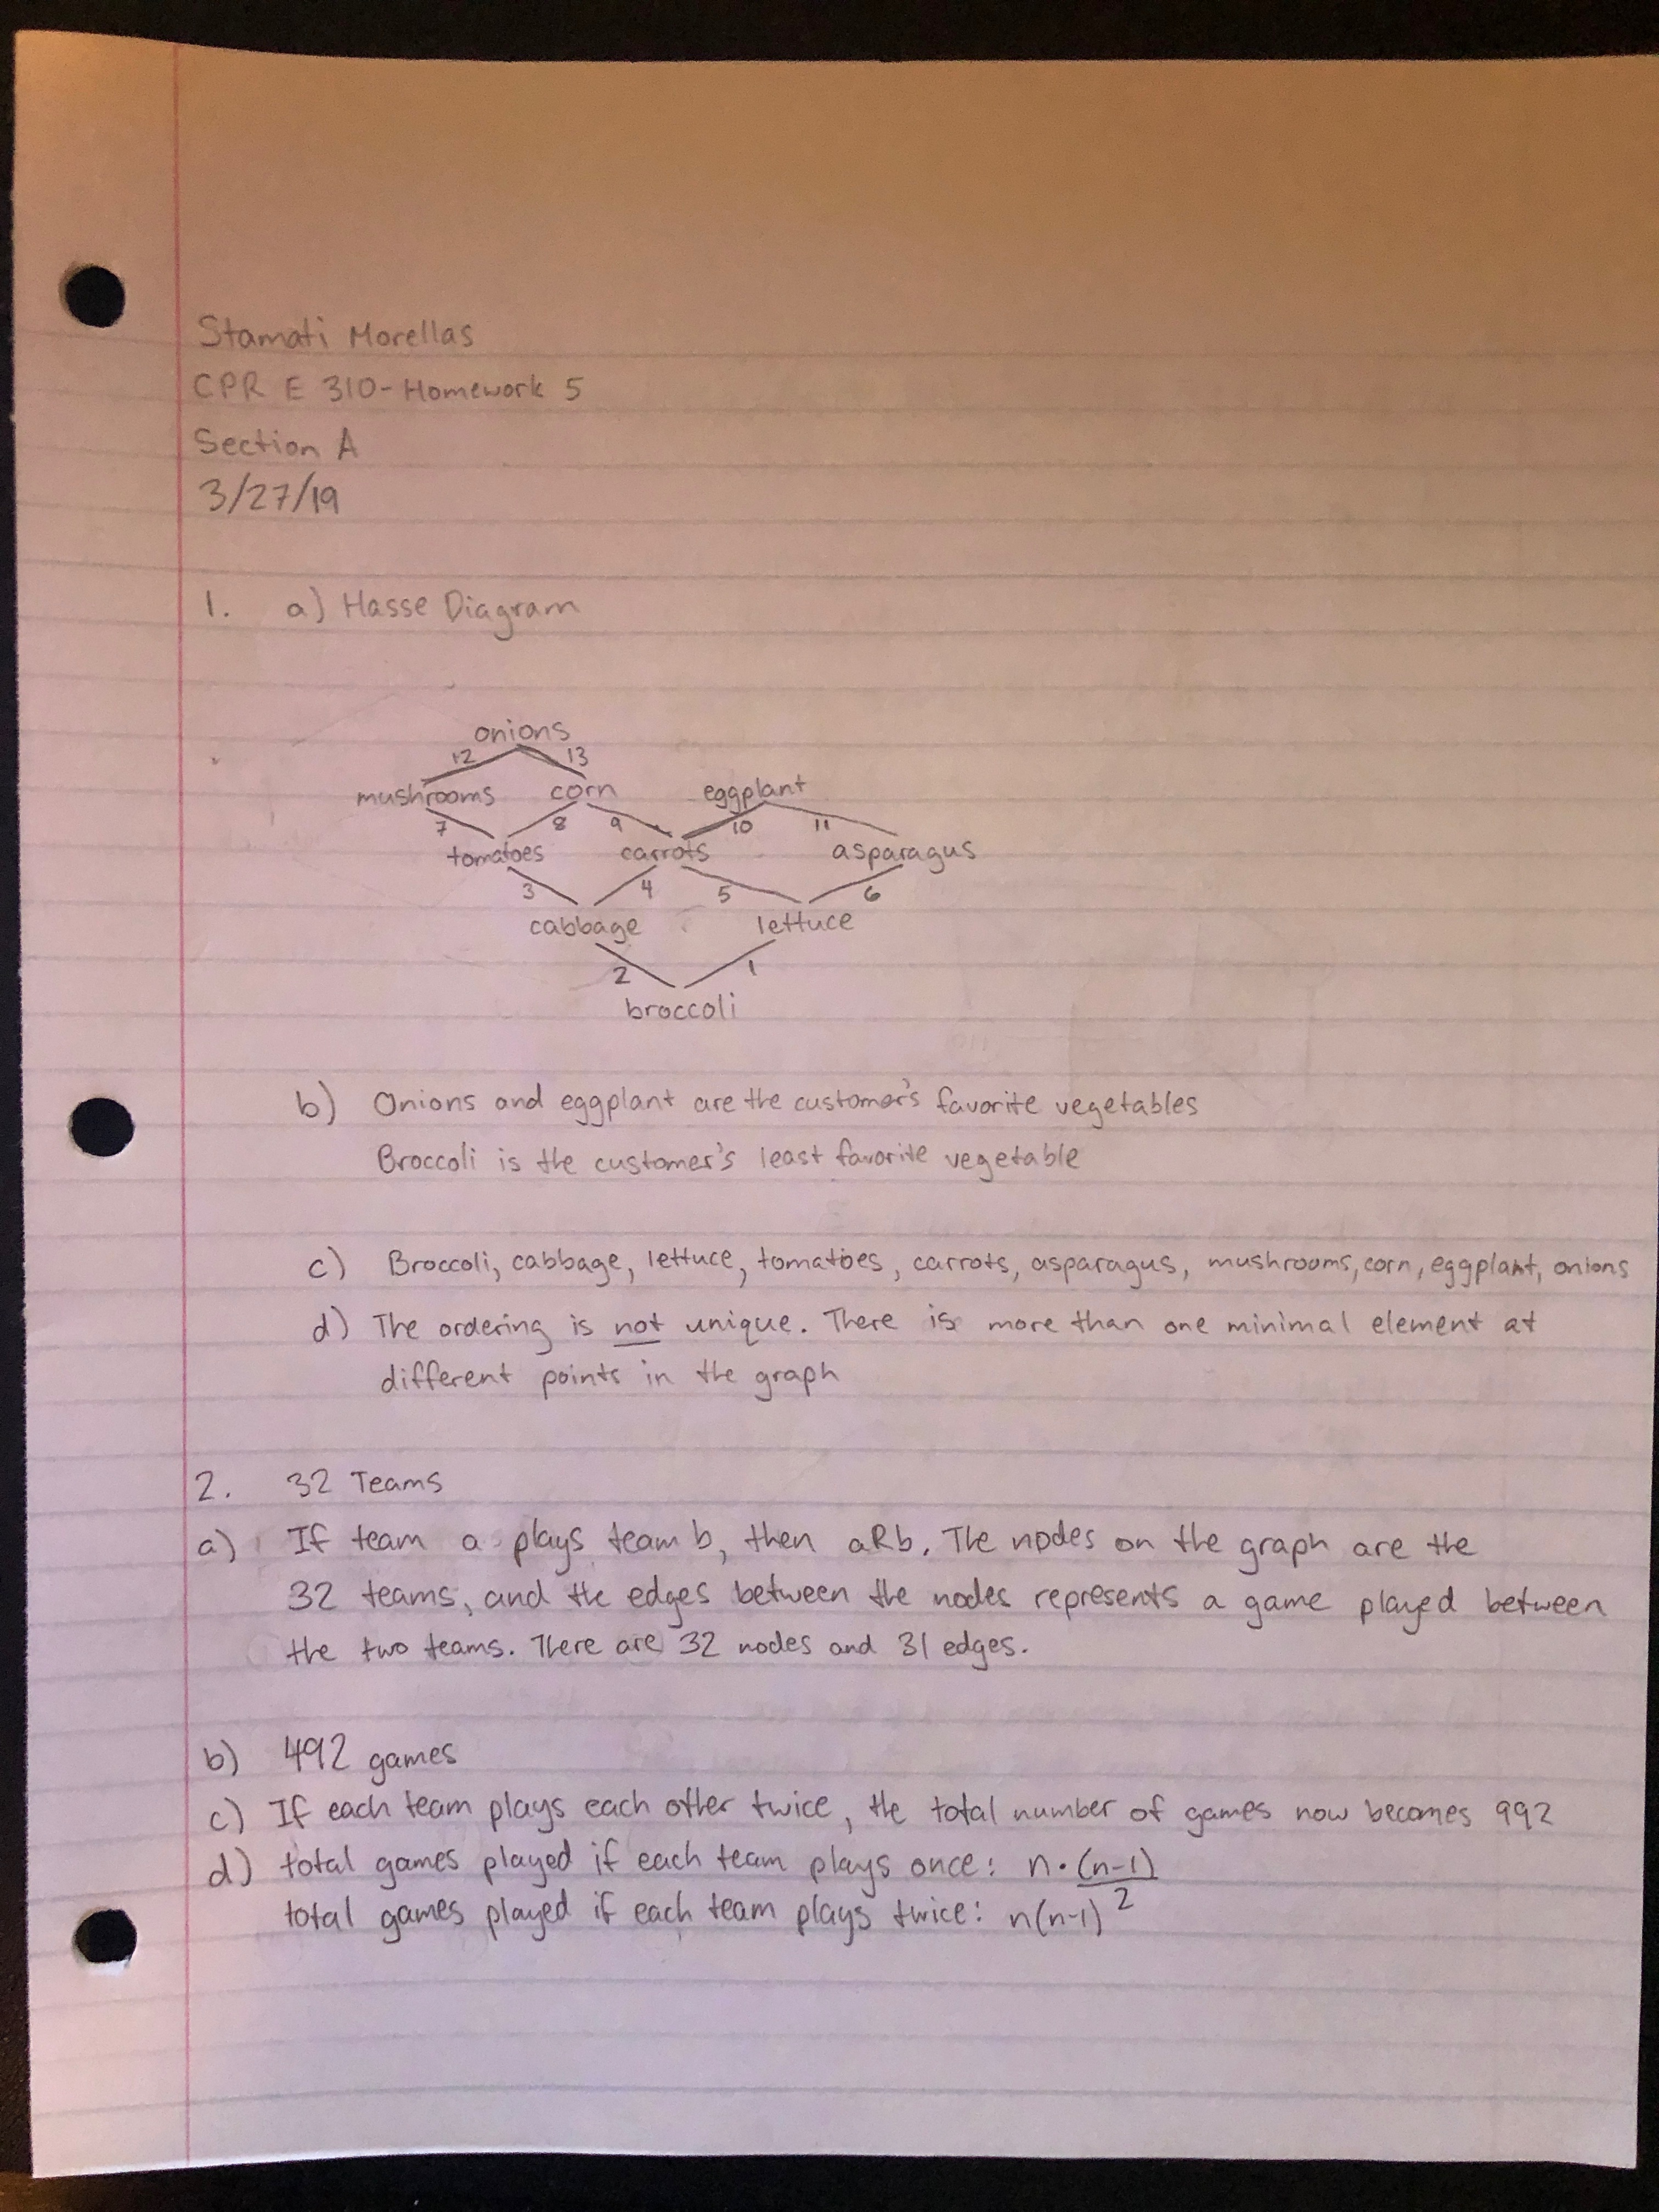 Stamati Morellas
CPR E 310-Homework 5
Section A
3/27/19
1. a) Hasse Diagram
onions
12 13
mushrooms corn eggplant
7 8 9 10 11
tomatoes carrots asparagus
3 4 5 6
cabbage lettuce
2 1
broccoli
b) Onions and eggplant are the customer's favorite vegetables
Broccoli is the customer's least favorite vegetable
c) Broccoli, cabbage, lettuce, tomatoes, carrots, asparagus, mushrooms, corn, eggplant, onions
d) The ordering is not unique. There is more than one minimal element at
different points in the graph
2. 32 Teams
a) If team a plays team b, then aRb. The nodes on the graph are the
32 teams, and the edges between the nodes represents a game played between
the two teams. There are 32 nodes and 31 edges.
b) 492 games
c) If each team plays each other twice, the total number of games now becomes 992
d) total games played if each team plays once: n·(n-1)/2
total games played if each team plays twice: n(n-1)